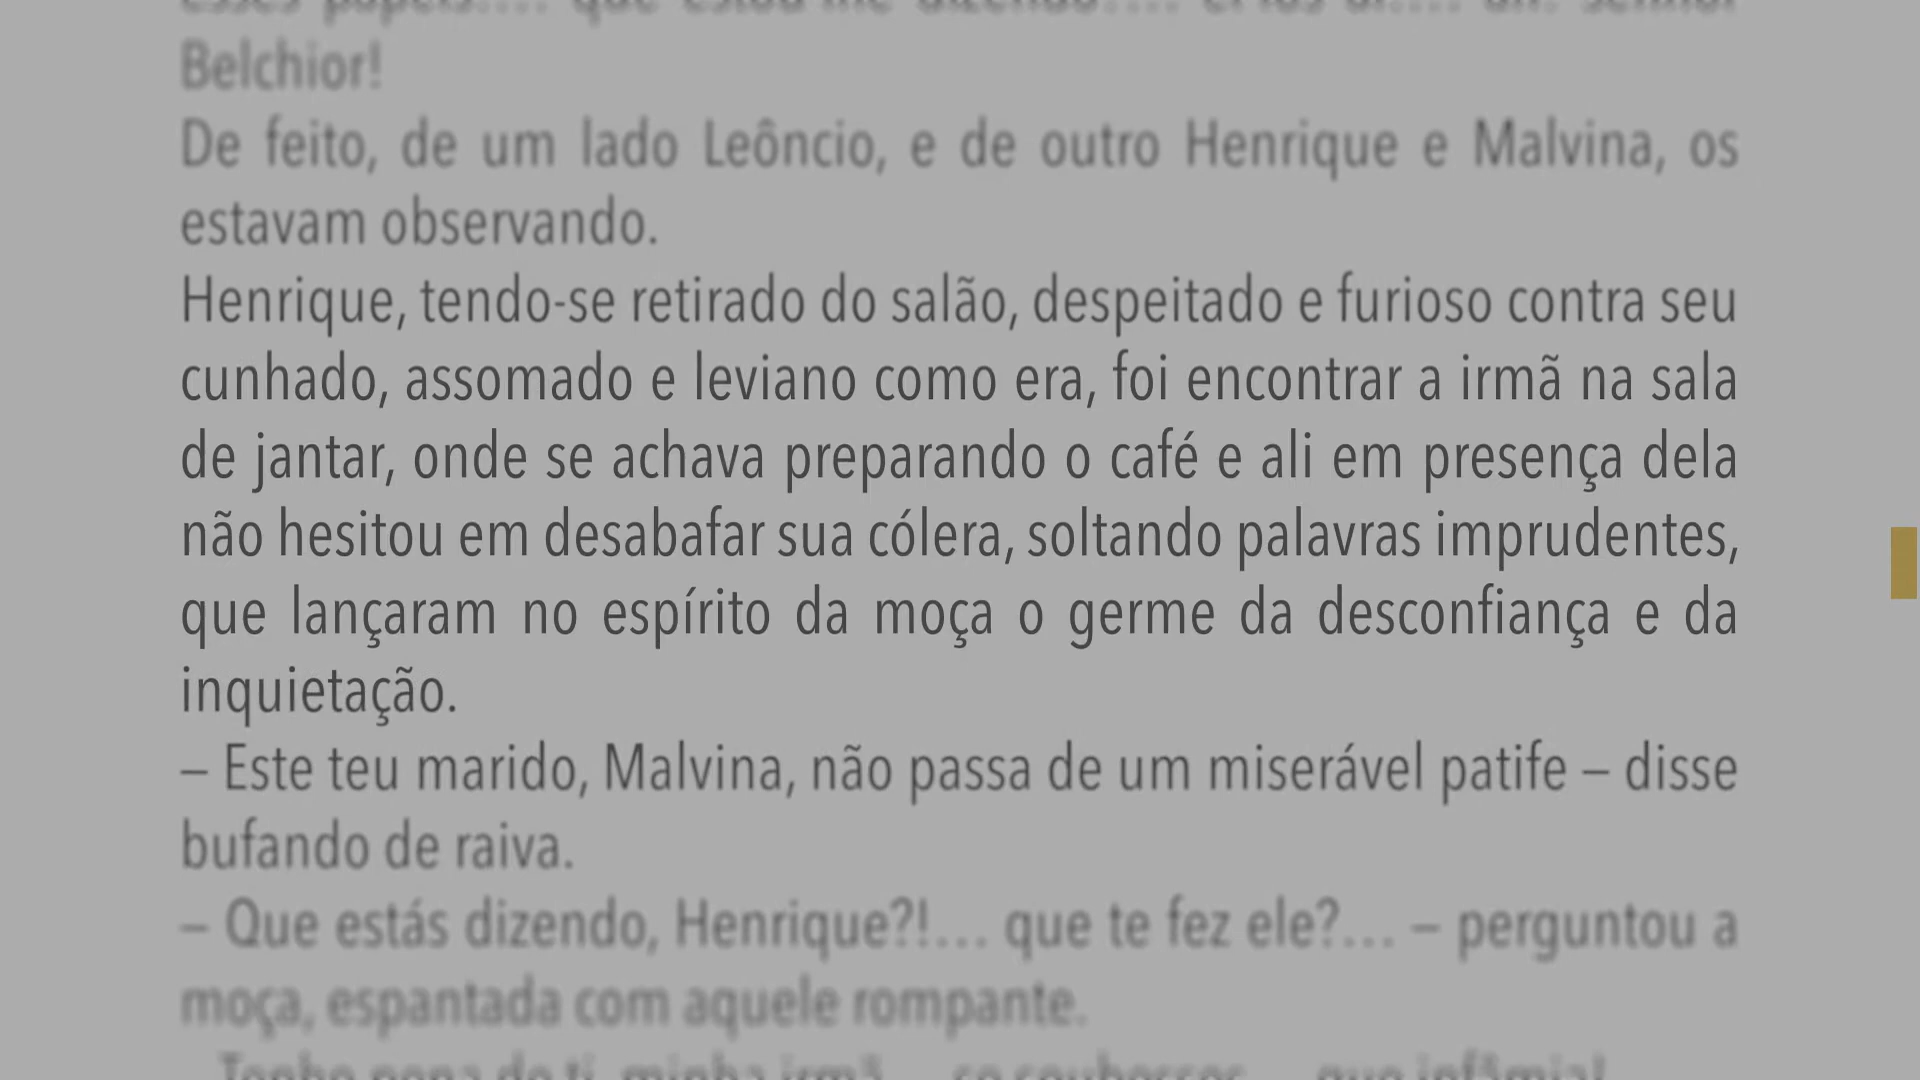 Belchior!
De feito, de um lado Leôncio, e de outro Henrique e Malvina, os
estavam observando.
Henrique, tendo-se retirado do salão, despeitado e furioso contra seu
cunhado, assomado e leviano como era, foi encontrar a irmã na sala
de jantar, onde se achava preparando o café e ali em presença dela
não hesitou em desabafar sua cólera, soltando palavras imprudentes,
que lançaram no espírito da moça o germe da desconfiança e da
inquietação.
– Este teu marido, Malvina, não passa de um miserável patife – disse
bufando de raiva.
– Que estás dizendo, Henrique?!... que te fez ele?... – perguntou a
moça, espantada com aquele rompante.